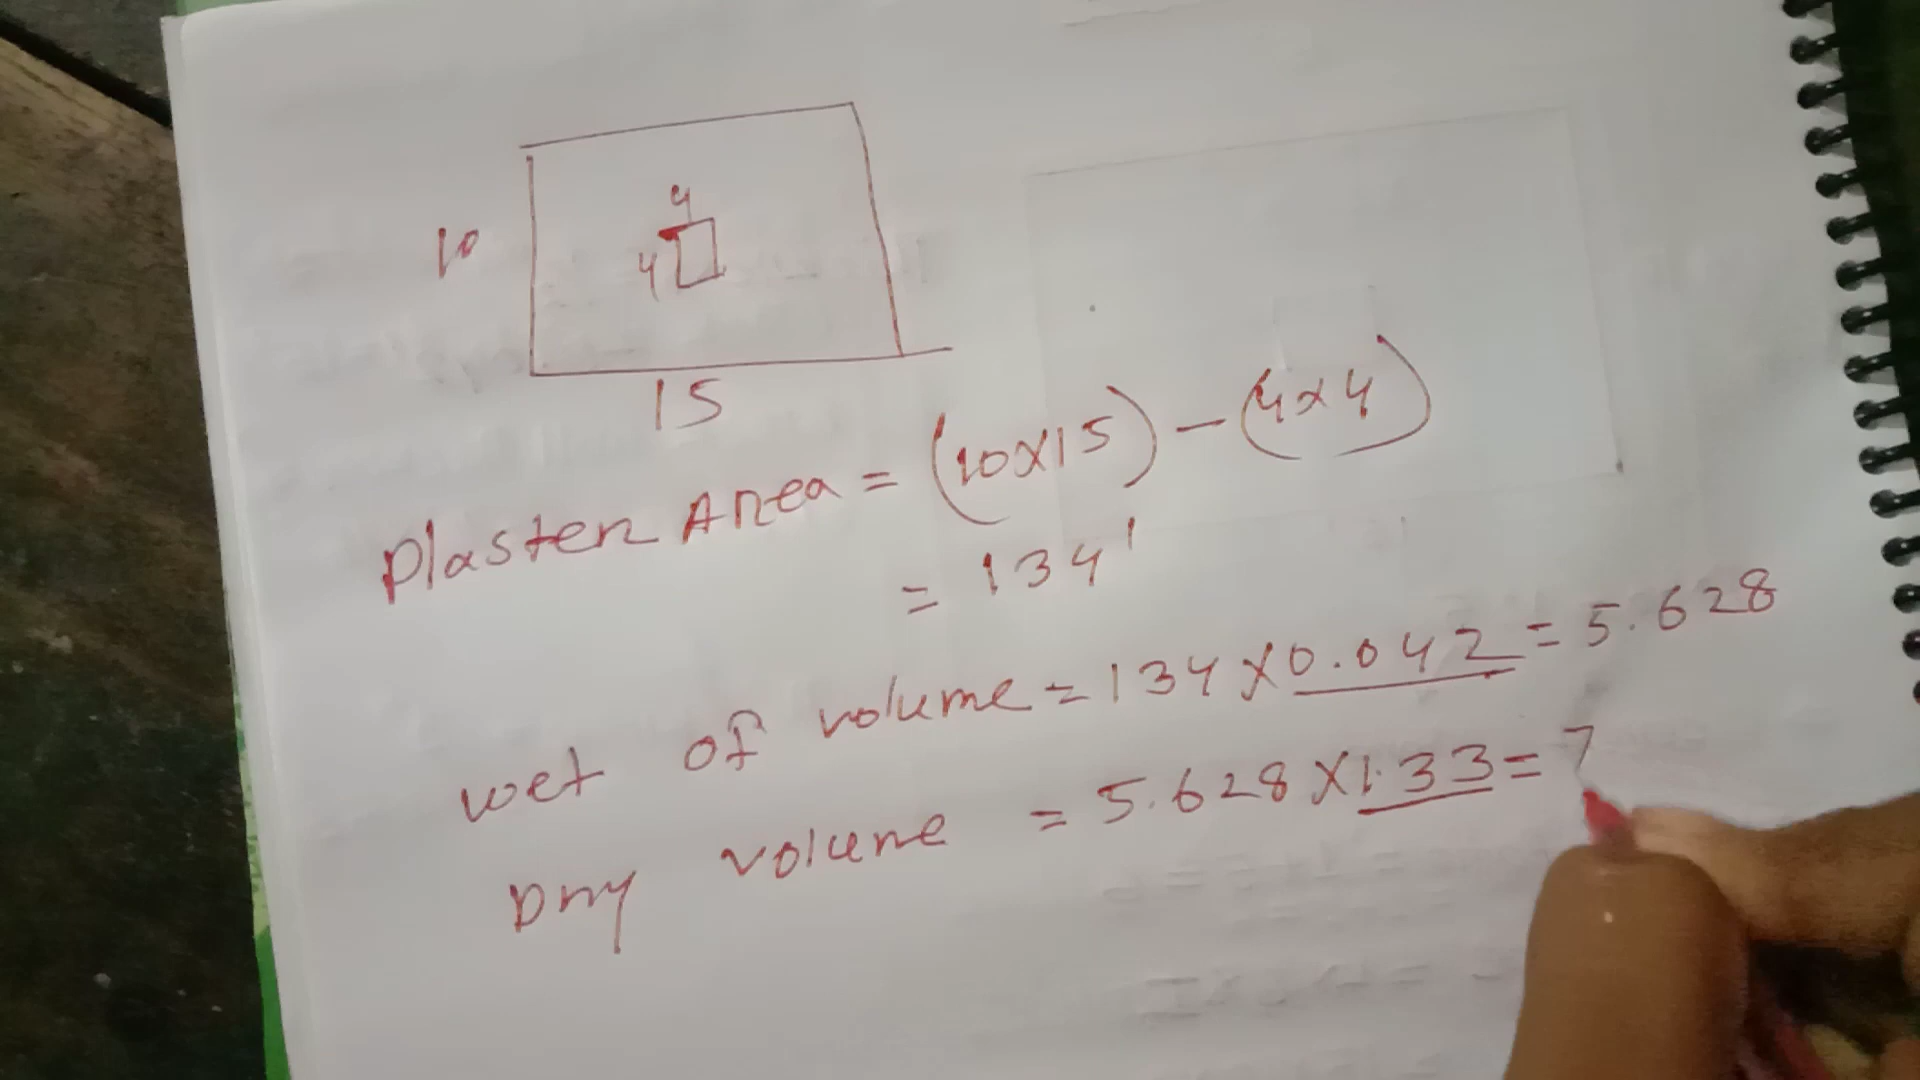 4
10
4
15
Plaster Area = (10x15) - (4x4)
= 134'
wet of volume = 134 x 0.042 = 5.628
Dry volume = 5.628 x 1.33 = 7